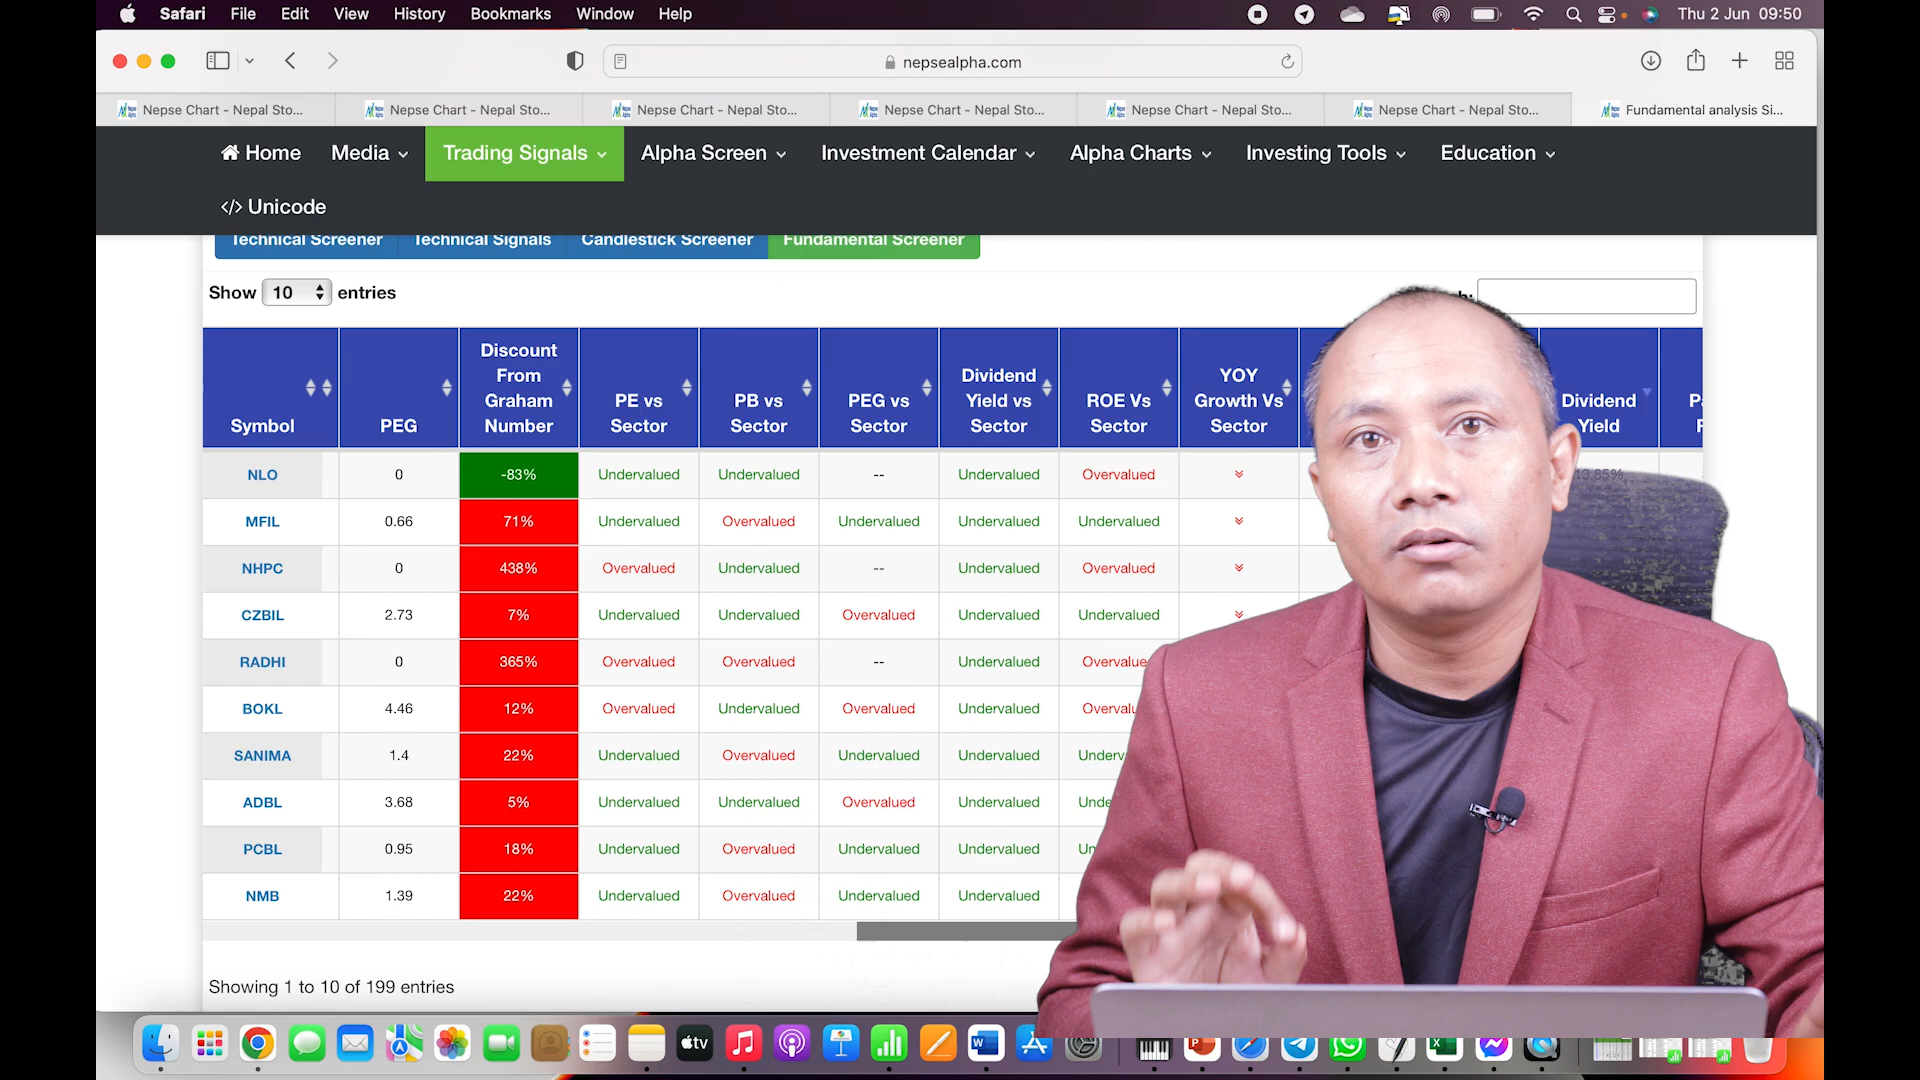 Safari File Edit View History Bookmarks Window Help Thu 2 Jun 09:50
nepsealpha.com
Nepse Chart - Nepal Sto... Nepse Chart - Nepal Sto... Nepse Chart - Nepal Sto... Nepse Chart - Nepal Sto... Nepse Chart - Nepal Sto... Nepse Chart - Nepal Sto... Fundamental analysis Si...
Home Media Trading Signals Alpha Screen Investment Calendar Alpha Charts Investing Tools Education
</> Unicode
Technical Screener Technical Signals Candlestick Screener Fundamental Screener
Show 10 entries
Symbol PEG Discount From Graham Number PE vs Sector PB vs Sector PEG vs Sector Dividend Yield vs Sector ROE Vs Sector YOY Growth Vs Sector Dividend Yield
NLO 0 -83% Undervalued Undervalued -- Undervalued Overvalued
MFIL 0.66 71% Undervalued Overvalued Undervalued Undervalued Undervalued
NHPC 0 438% Overvalued Undervalued -- Undervalued Overvalued
CZBIL 2.73 7% Undervalued Undervalued Overvalued Undervalued Undervalued
RADHI 0 365% Overvalued Overvalued -- Undervalued Overvalue
BOKL 4.46 12% Overvalued Undervalued Overvalued Undervalued Overvalu
SANIMA 1.4 22% Undervalued Overvalued Undervalued Undervalued Underv
ADBL 3.68 5% Undervalued Undervalued Overvalued Undervalued Unde
PCBL 0.95 18% Undervalued Overvalued Undervalued Undervalued Un
NMB 1.39 22% Undervalued Overvalued Undervalued Undervalued
Showing 1 to 10 of 199 entries
tv